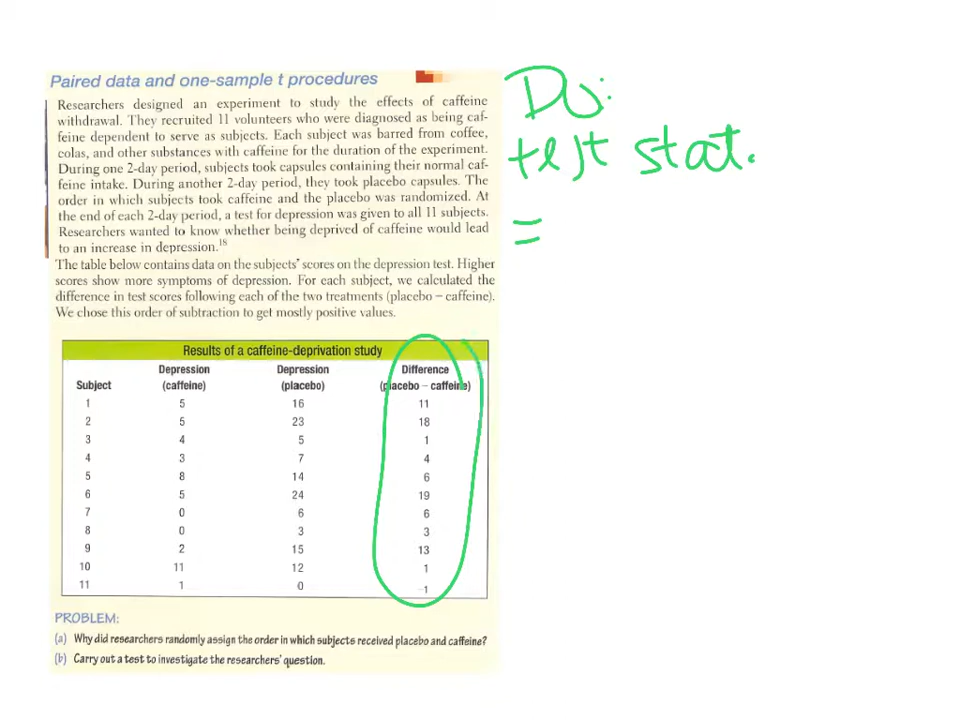 Paired data and one-sample t procedures
Researchers designed an experiment to study the effects of caffeine
withdrawal. They recruited 11 volunteers who were diagnosed as being caf-
feine dependent to serve as subjects. Each subject was barred from coffee,
colas, and other substances with caffeine for the duration of the experiment.
During one 2-day period, subjects took capsules containing their normal caf-
feine intake. During another 2-day period, they took placebo capsules. The
order in which subjects took caffeine and the placebo was randomized. At
the end of each 2-day period, a test for depression was given to all 11 subjects.
Researchers wanted to know whether being deprived of caffeine would lead
to an increase in depression.18
The table below contains data on the subjects' scores on the depression test. Higher
scores show more symptoms of depression. For each subject, we calculated the
difference in test scores following each of the two treatments (placebo – caffeine).
We chose this order of subtraction to get mostly positive values.
Results of a caffeine-deprivation study
Depression Depression Difference
Subject (caffeine) (placebo) (placebo – caffeine)
1 5 16 11
2 5 23 18
3 4 5 1
4 3 7 4
5 8 14 6
6 5 24 19
7 0 6 6
8 0 3 3
9 2 15 13
10 11 12 1
11 1 0 -1
PROBLEM:
(a) Why did researchers randomly assign the order in which subjects received placebo and caffeine?
(b) Carry out a test to investigate the researchers' question.
Do:
test stat.
=